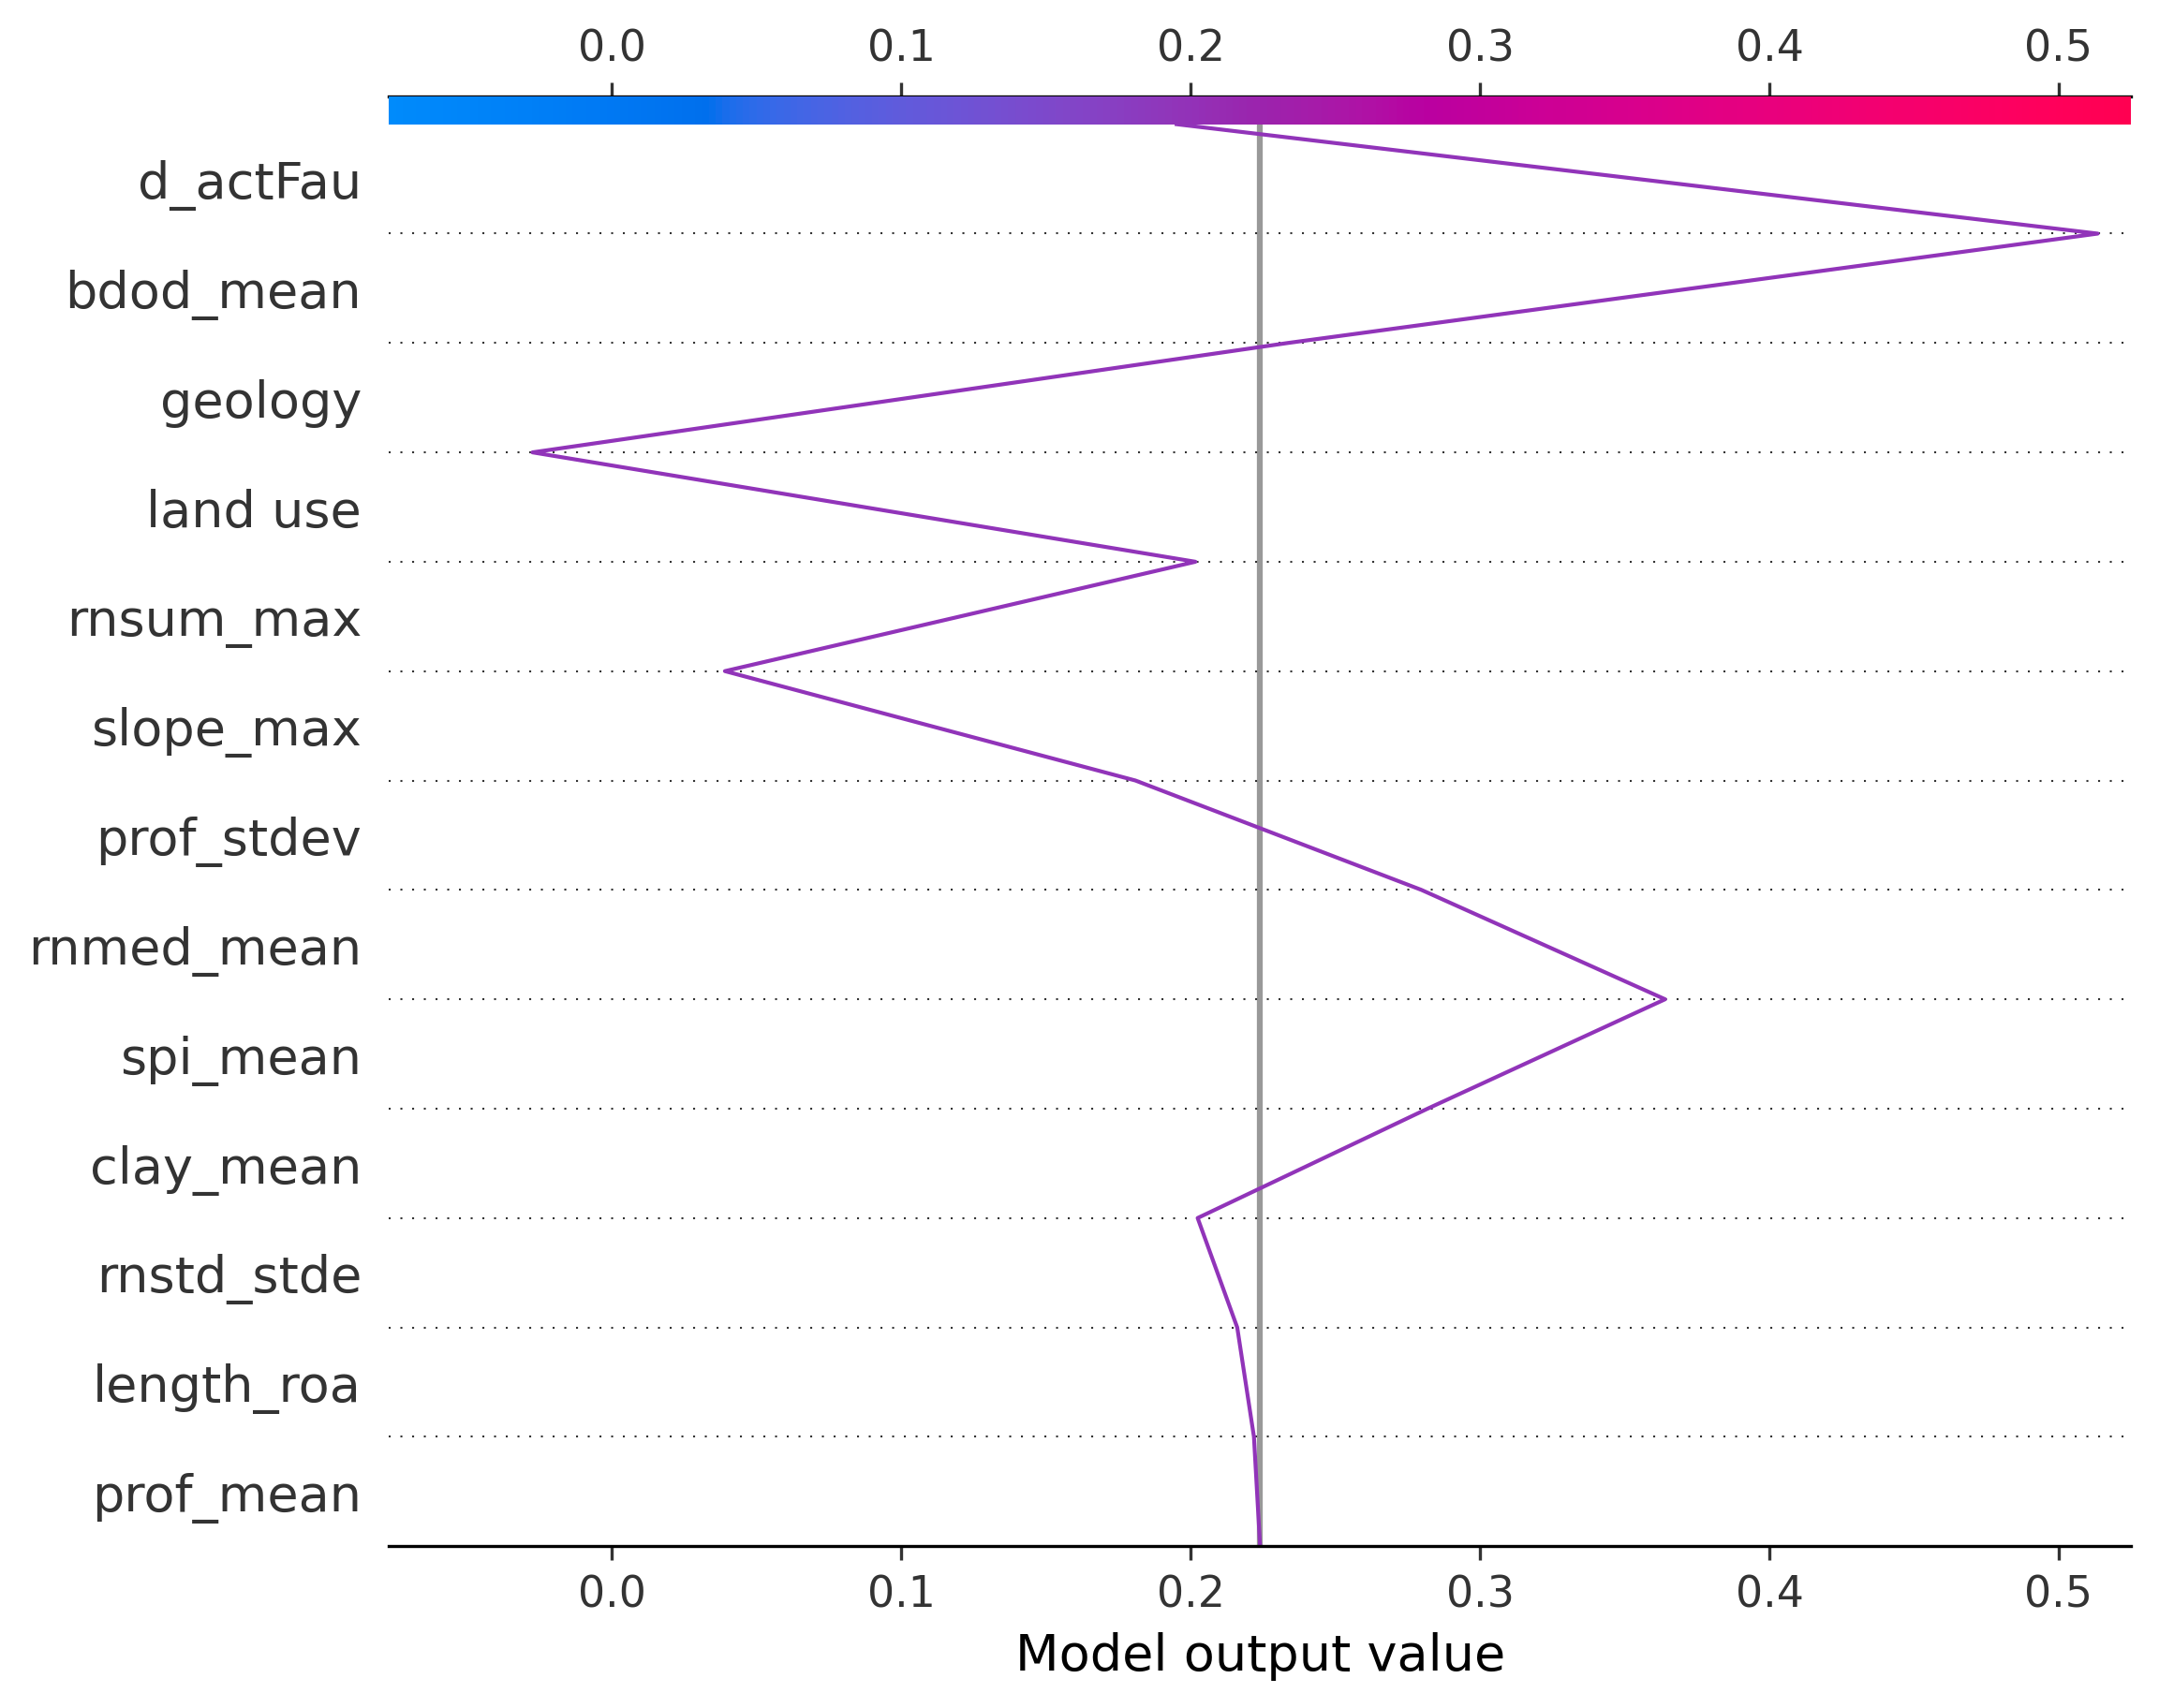 0.0 0.1 0.2 0.3 0.4 0.5
d_actFau
bdod_mean
geology
land use
rnsum_max
slope_max
prof_stdev
rnmed_mean
spi_mean
clay_mean
rnstd_stde
length_roa
prof_mean
0.0 0.1 0.2 0.3 0.4 0.5
Model output value